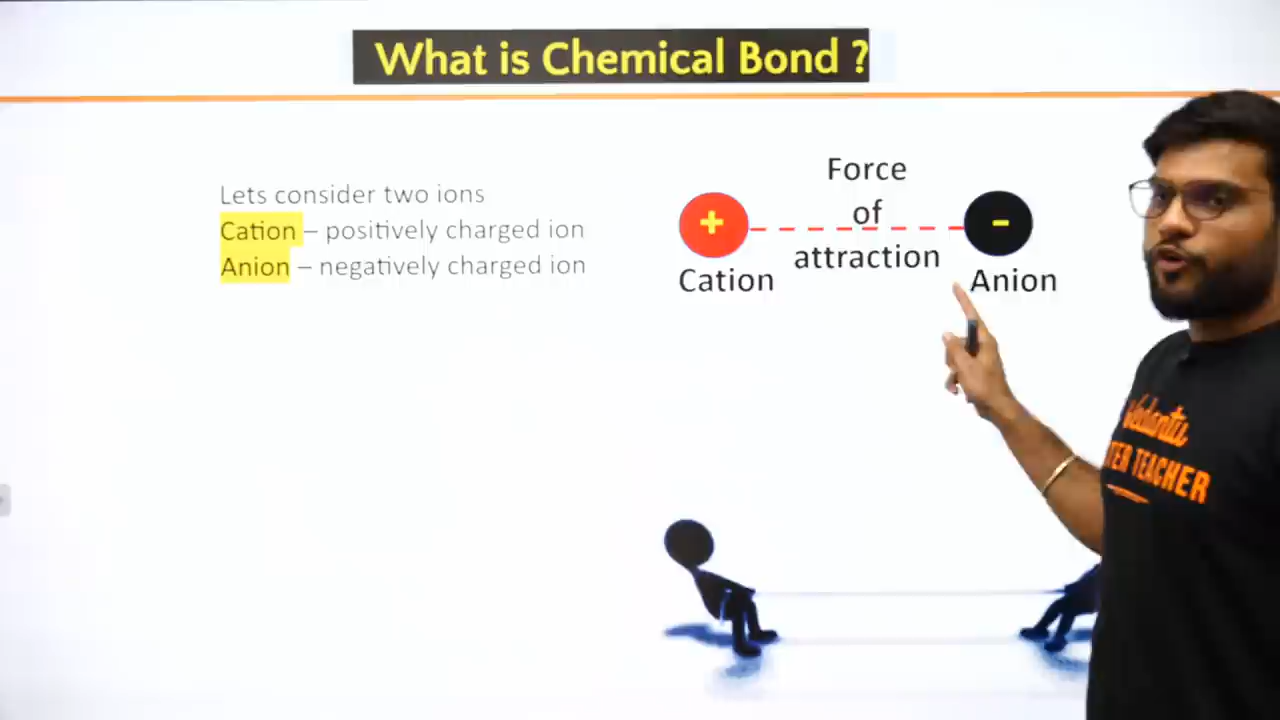 What is Chemical Bond ?
Lets consider two ions
Cation – positively charged ion
Anion – negatively charged ion
Force
of
attraction
+
-
Cation
Anion
Vedantu
TER TEACHER